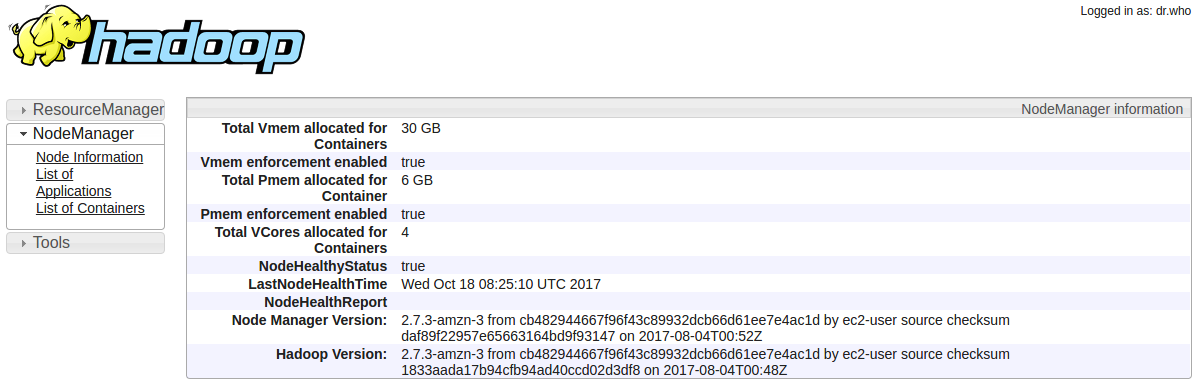 hadoop
Logged in as: dr.who
ResourceManager
NodeManager
Node Information
List of
Applications
List of Containers
Tools
NodeManager information
Total Vmem allocated for
Containers 30 GB
Vmem enforcement enabled true
Total Pmem allocated for
Container 6 GB
Pmem enforcement enabled true
Total VCores allocated for
Containers 4
NodeHealthyStatus true
LastNodeHealthTime Wed Oct 18 08:25:10 UTC 2017
NodeHealthReport
Node Manager Version: 2.7.3-amzn-3 from cb482944667f96f43c89932dcb66d61ee7e4ac1d by ec2-user source checksum
daf89f22957e65663164bd9f93147 on 2017-08-04T00:52Z
Hadoop Version: 2.7.3-amzn-3 from cb482944667f96f43c89932dcb66d61ee7e4ac1d by ec2-user source checksum
1833aada17b94cfb94ad40ccd02d3df8 on 2017-08-04T00:48Z